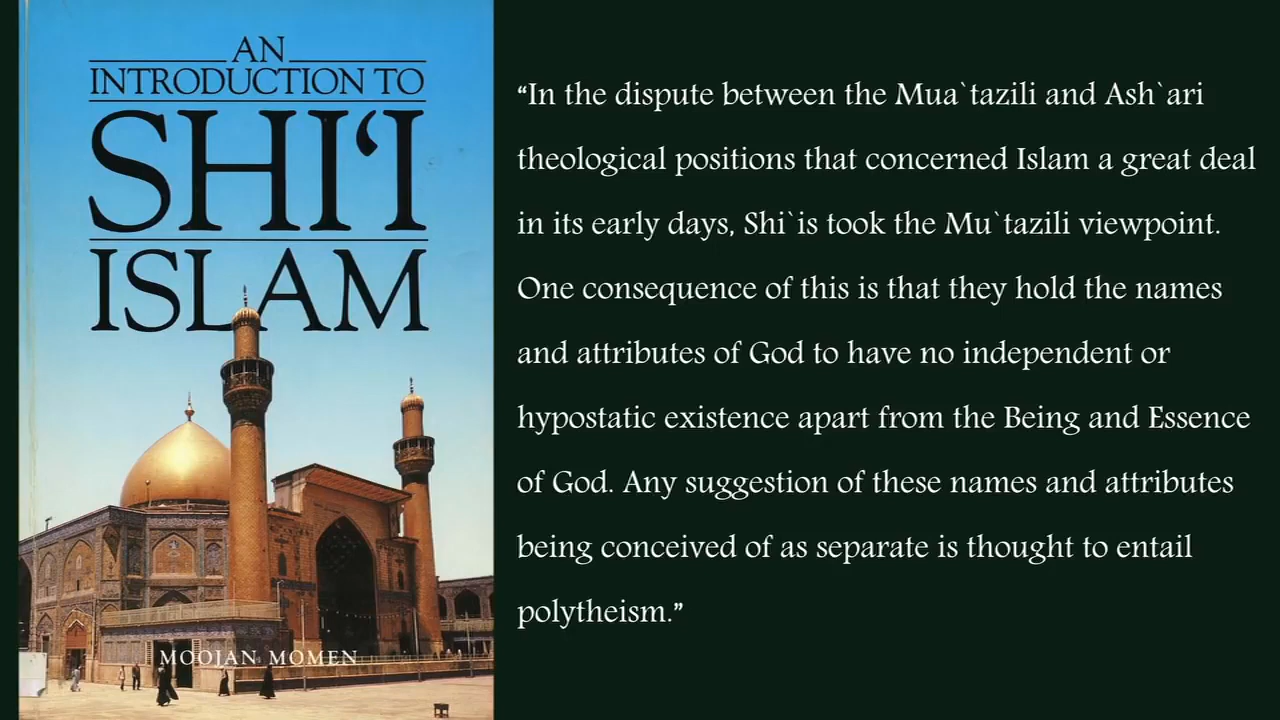 AN
INTRODUCTION TO
SHI‘I
ISLAM
MOOJAN MOMEN
“In the dispute between the Mua`tazili and Ash`ari
theological positions that concerned Islam a great deal
in its early days, Shi`is took the Mu`tazili viewpoint.
One consequence of this is that they hold the names
and attributes of God to have no independent or
hypostatic existence apart from the Being and Essence
of God. Any suggestion of these names and attributes
being conceived of as separate is thought to entail
polytheism.”